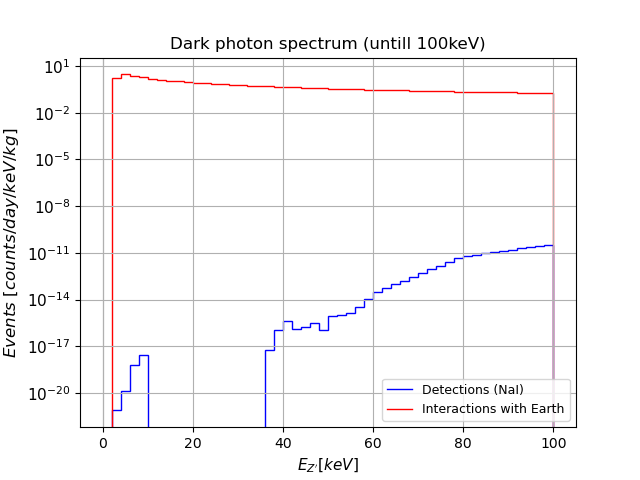 Dark photon spectrum (untill 100keV)
Events [counts/day/keV/kg]
10^1
10^-2
10^-5
10^-8
10^-11
10^-14
10^-17
10^-20
Detections (NaI)
Interactions with Earth
0 20 40 60 80 100
E_Z' [keV]